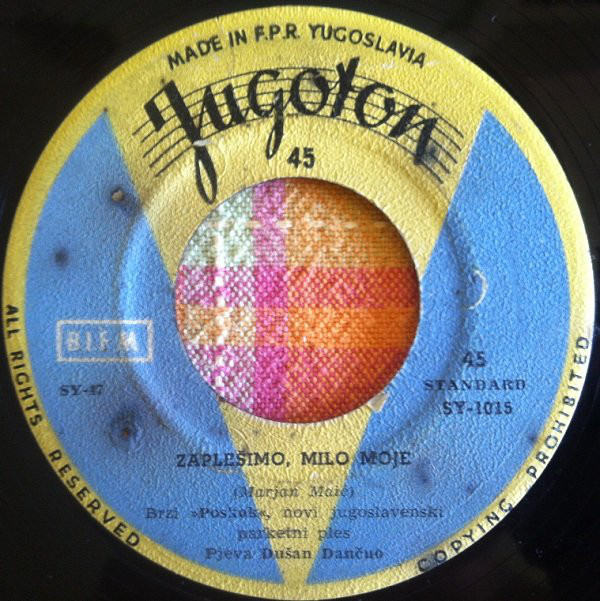 MADE IN F.P.R. YUGOSLAVIA
Jugoton
45
BIEM
SY-47
45
STANDARD
SY-1015
ZAPLEŠIMO, MILO MOJE
(Marjan Matć)
Brzi »Poskok«, novi jugoslavenski
parketni ples
Pjeva Dušan Dančuo
ALL RIGHTS RESERVED
COPYING PROHIBITED